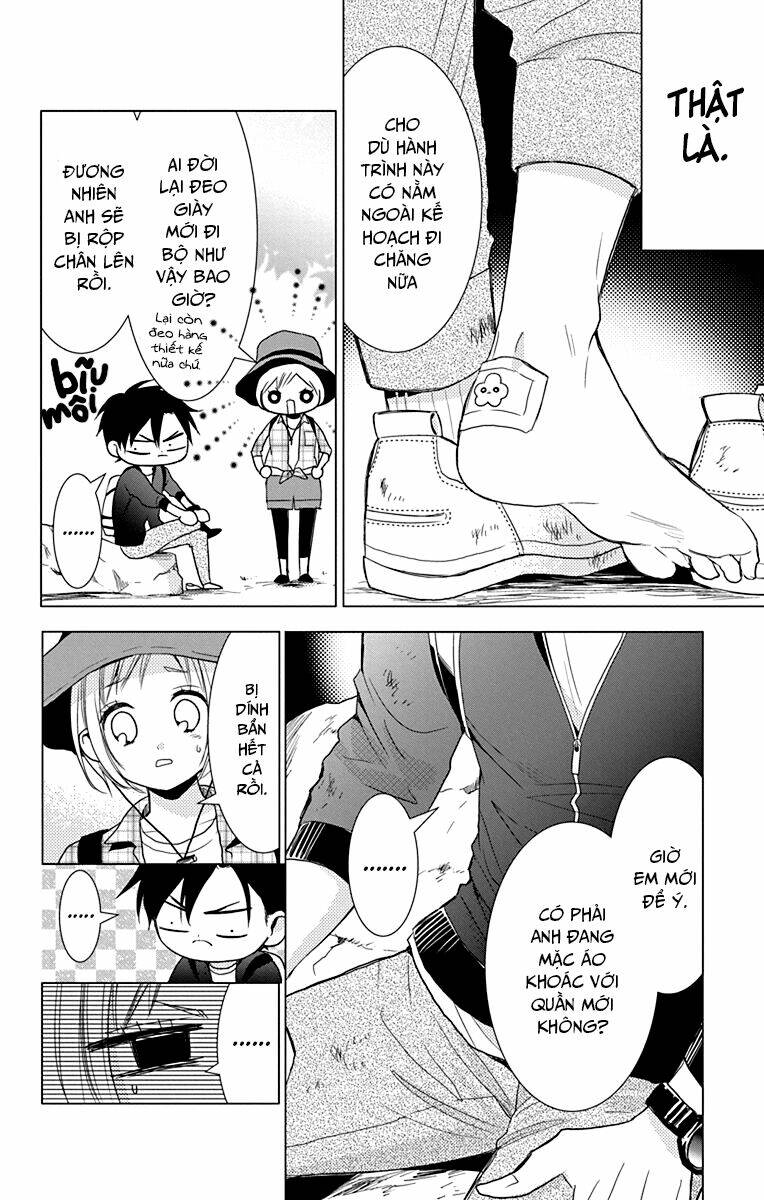 THẬT
LÀ.
CHO
DÙ HÀNH
TRÌNH NÀY
CÓ NẰM
NGOÀI KẾ
HOẠCH ĐI
CHĂNG
NỮA
AI ĐỜI
LẠI ĐEO
GIÀY
MỚI ĐI
BỘ NHƯ
VẬY BAO
GIỜ?
Lại còn
đeo hàng
thiết kế
nữa chứ
ĐƯƠNG
NHIÊN
ANH SẼ
BỊ RỘP
CHÂN LÊN
RỒI.
bĩu
môi
......
GIỜ
EM MỚI
ĐỂ Ý.
CÓ PHẢI
ANH ĐANG
MẶC ÁO
KHOÁC VỚI
QUẦN MỚI
KHÔNG?
......
BỊ
DÍNH
BẨN
HẾT
CẢ RỒI.
......
......